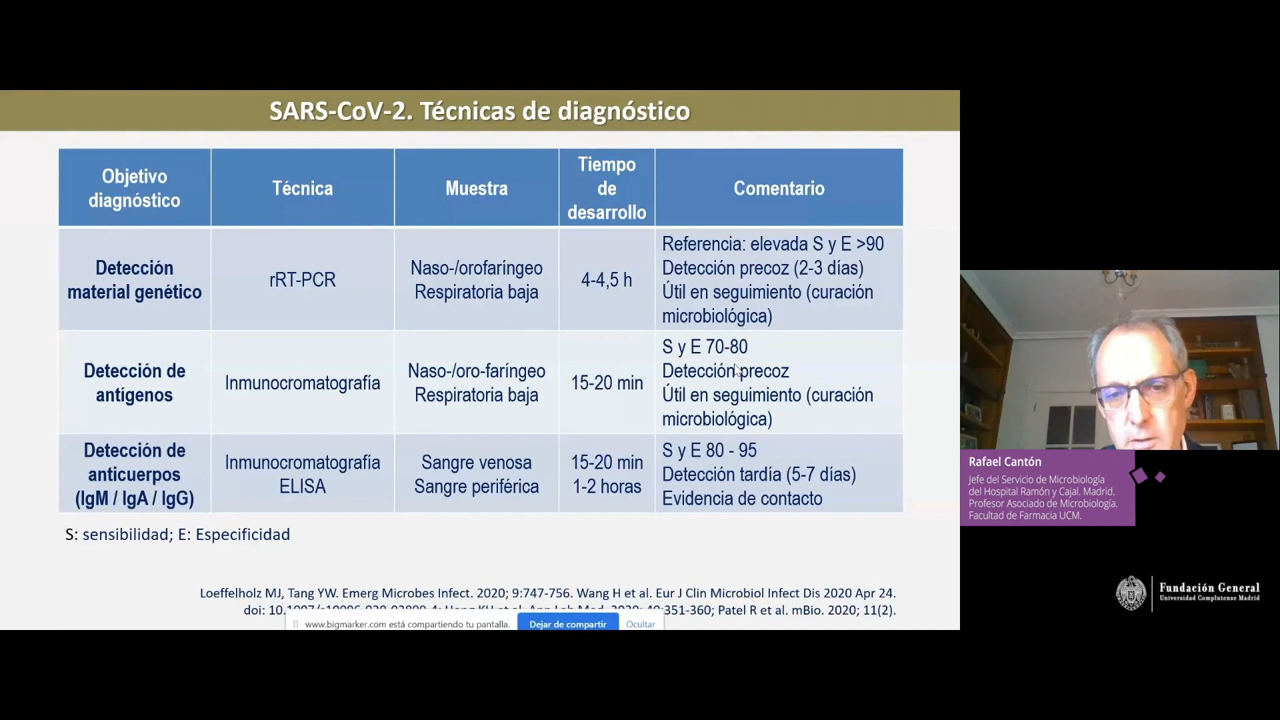 SARS-CoV-2. Técnicas de diagnóstico
Objetivo
diagnóstico
Técnica
Muestra
Tiempo
de
desarrollo
Comentario
Detección
material genético
rRT-PCR
Naso-/orofaríngeo
Respiratoria baja
4-4,5 h
Referencia: elevada S y E >90
Detección precoz (2-3 días)
Útil en seguimiento (curación
microbiológica)
Detección de
antígenos
Inmunocromatografía
Naso-/oro-faríngeo
Respiratoria baja
15-20 min
S y E 70-80
Detección precoz
Útil en seguimiento (curación
microbiológica)
Detección de
anticuerpos
(IgM / IgA / IgG)
Inmunocromatografía
ELISA
Sangre venosa
Sangre periférica
15-20 min
1-2 horas
S y E 80 - 95
Detección tardía (5-7 días)
Evidencia de contacto
S: sensibilidad; E: Especificidad
Loeffelholz MJ, Tang YW. Emerg Microbes Infect. 2020; 9:747-756. Wang H et al. Eur J Clin Microbiol Infect Dis 2020 Apr 24.
doi: 351-360; Patel R et al. mBio. 2020; 11(2).
www.bigmarker.com está compartiendo tu pantalla.
Dejar de compartir
Ocultar
Rafael Cantón
Jefe del Servicio de Microbiología
del Hospital Ramón y Cajal. Madrid.
Profesor Asociado de Microbiología.
Facultad de Farmacia UCM.
Fundación General
Universidad Complutense Madrid